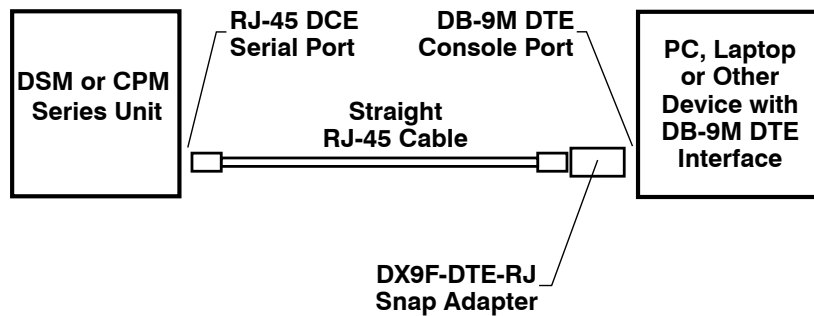 RJ-45 DCE
Serial Port
DB-9M DTE
Console Port
DSM or CPM
Series Unit
Straight
RJ-45 Cable
PC, Laptop
or Other
Device with
DB-9M DTE
Interface
DX9F-DTE-RJ
Snap Adapter